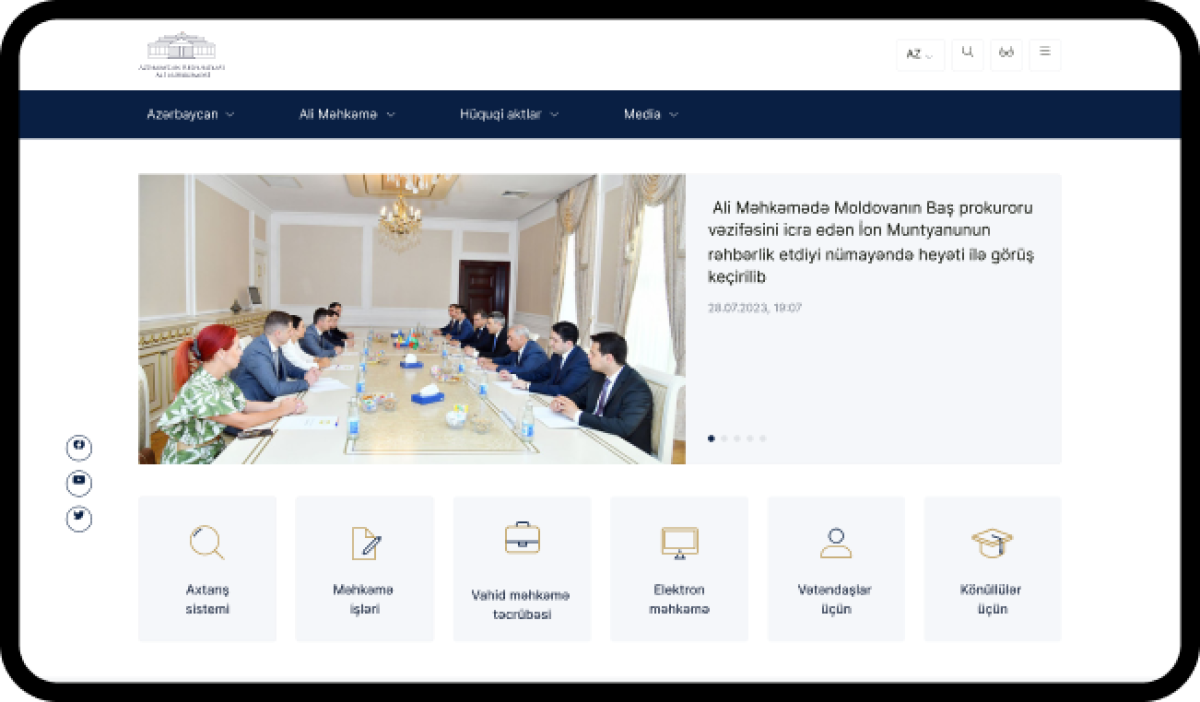 AZƏRBAYCAN RESPUBLİKASI
ALİ MƏHKƏMƏSİ
AZ
Azərbaycan
Ali Məhkəmə
Hüquqi aktlar
Media
Ali Məhkəmədə Moldovanın Baş prokuroru
vəzifəsini icra edən İon Muntyanunun
rəhbərlik etdiyi nümayəndə heyəti ilə görüş
keçirilib
28.07.2023, 19:07
Axtarış
sistemi
Məhkəmə
işləri
Vahid məhkəmə
təcrübəsi
Elektron
məhkəmə
Vətəndaşlar
üçün
Könüllülər
üçün